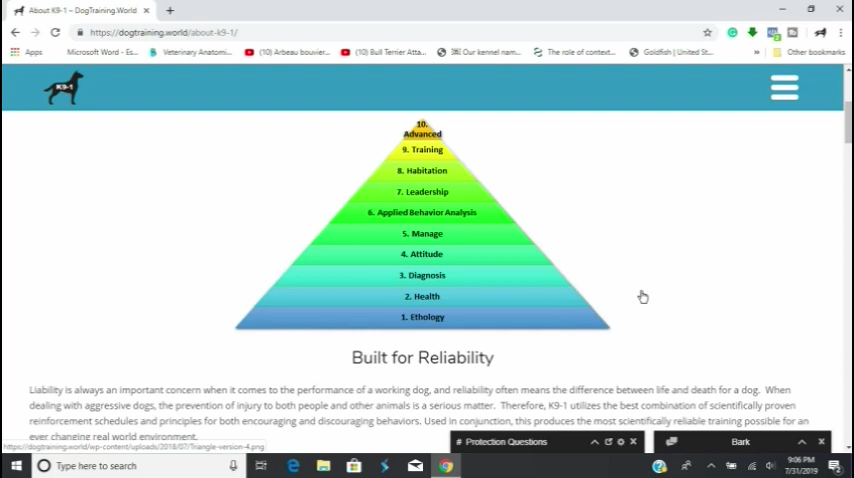 About K9-1 – DogTraining.World
https://dogtraining.world/about-k9-1/
Apps
Microsoft Word - Es...
Veterinary Anatomi...
(10) Arbeau bouvier...
(10) Bull Terrier Atta...
Our kennel nam...
The role of context...
Goldfish | United St...
Other bookmarks
K9-1
10.
Advanced
9. Training
8. Habitation
7. Leadership
6. Applied Behavior Analysis
5. Manage
4. Attitude
3. Diagnosis
2. Health
1. Ethology
Built for Reliability
Liability is always an important concern when it comes to the performance of a working dog, and reliability often means the difference between life and death for a dog. When
dealing with aggressive dogs, the prevention of injury to both people and other animals is a serious matter. Therefore, K9-1 utilizes the best combination of scientifically proven
reinforcement schedules and principles for both encouraging and discouraging behaviors. Used in conjunction, this produces the most scientifically reliable training possible for an
ever changing real world environment.
https://dogtraining.world/wp-content/uploads/2018/07/Triangle-version-4.png
# Protection Questions
Bark
Type here to search
9:06 PM
7/31/2019